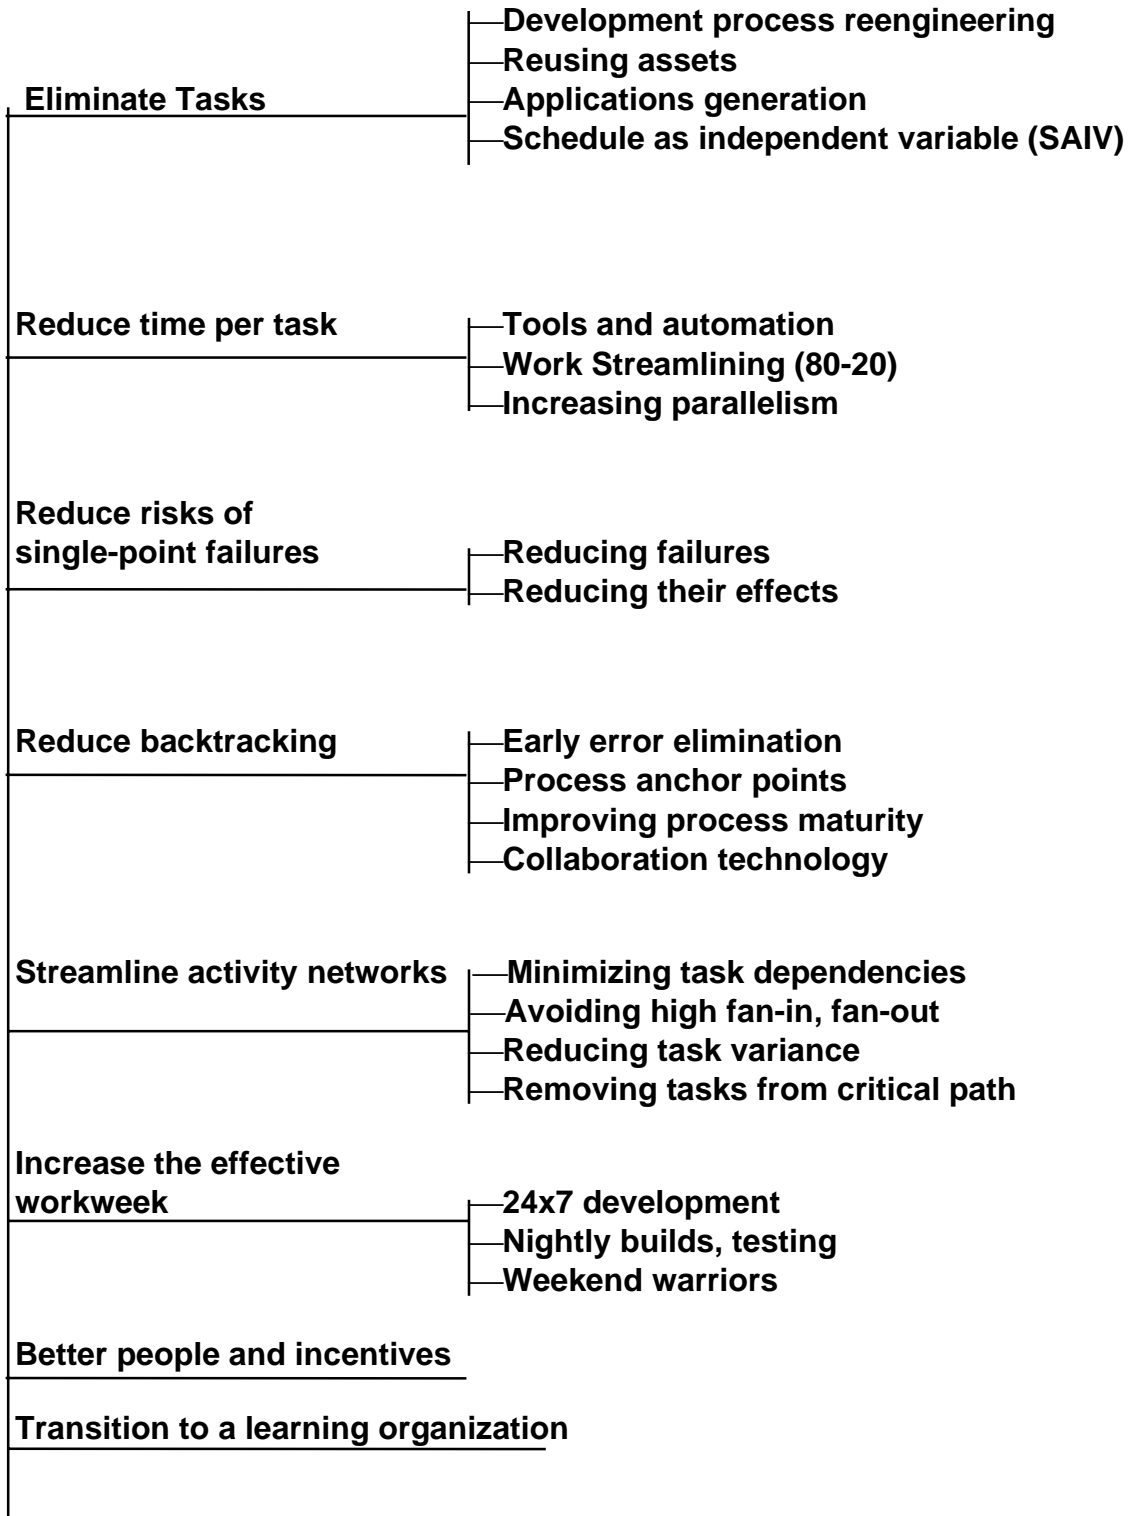 Development process reengineering
Reusing assets
Eliminate Tasks
Applications generation
Schedule as independent variable (SAIV)
Reduce time per task
Tools and automation
Work Streamlining (80-20)
Increasing parallelism
Reduce risks of
single-point failures
Reducing failures
Reducing their effects
Reduce backtracking
Early error elimination
Process anchor points
Improving process maturity
Collaboration technology
Streamline activity networks
Minimizing task dependencies
Avoiding high fan-in, fan-out
Reducing task variance
Removing tasks from critical path
Increase the effective
workweek
24x7 development
Nightly builds, testing
Weekend warriors
Better people and incentives
Transition to a learning organization